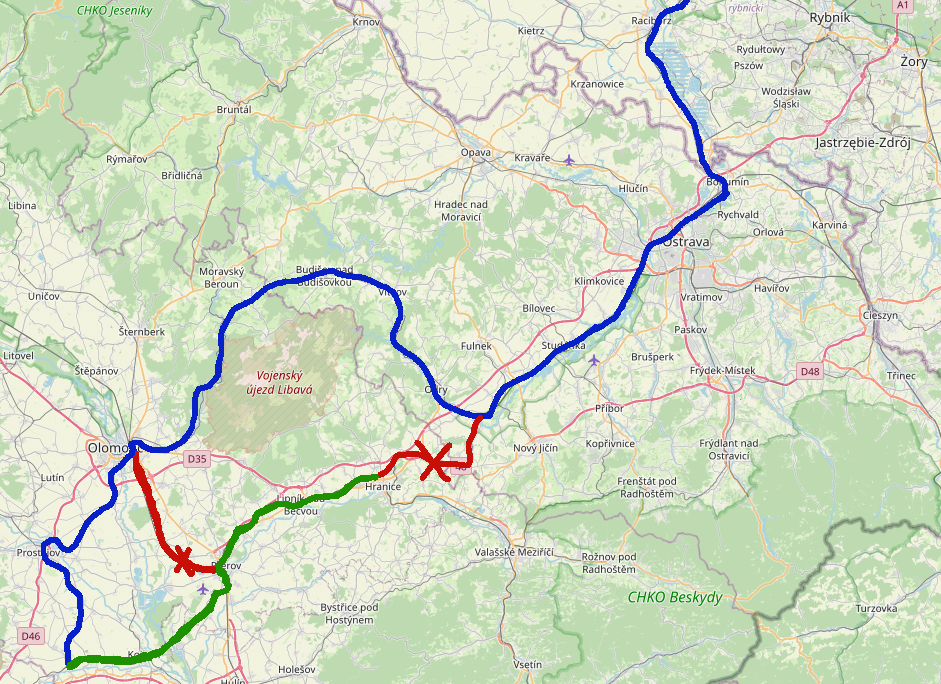 CHKO Jeseníky
Krnov
Kietrz
Racibórz
rybnicki
Rybnik
A1
Rydułtowy
Pszów
Żory
Krzanowice
Wodzisław
Śląski
Bruntál
Jastrzębie-Zdrój
Opava
Kravaře
Rýmařov
Břidličná
Hlučín
Bohumín
Libina
Hradec nad
Moravicí
Rychvald
Orlová
Karviná
Ostrava
Moravský
Beroun
Budišov nad
Budišovkou
Vítkov
Klimkovice
Havířov
Vratimov
Uničov
Bílovec
Cieszyn
Šternberk
Paskov
Litovel
Fulnek
Studénka
Brušperk
Štěpánov
Vojenský
újezd Libavá
Odry
Frýdek-Místek
D48
Třinec
Příbor
Olomouc
D35
Nový Jičín
Kopřivnice
Frýdlant nad
Ostravicí
Lutín
Hranice
Lipník nad
Bečvou
Frenštát pod
Radhoštěm
Prostějov
Valašské Meziříčí
Rožnov pod
Radhoštěm
Přerov
CHKO Beskydy
Bystřice pod
Hostýnem
Turzovka
D46
Holešov
Vsetín
Hulín